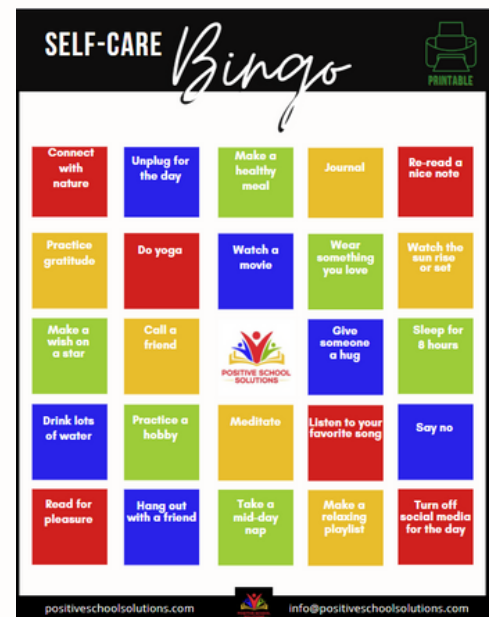 SELF-CARE
Bingo
PRINTABLE
Connect
with
nature
Unplug for
the day
Make a
healthy
meal
Journal
Re-read a
nice note
Practice
gratitude
Do yoga
Watch a
movie
Wear
something
you love
Watch the
sun rise
or set
Make a
wish on
a star
Call a
friend
POSITIVE SCHOOL
SOLUTIONS
Give
someone
a hug
Sleep for
8 hours
Drink lots
of water
Practice a
hobby
Meditate
Listen to your
favorite song
Say no
Read for
pleasure
Hang out
with a friend
Take a
mid-day
nap
Make a
relaxing
playlist
Turn off
social media
for the day
positiveschoolsolutions.com
info@positiveschoolsolutions.com